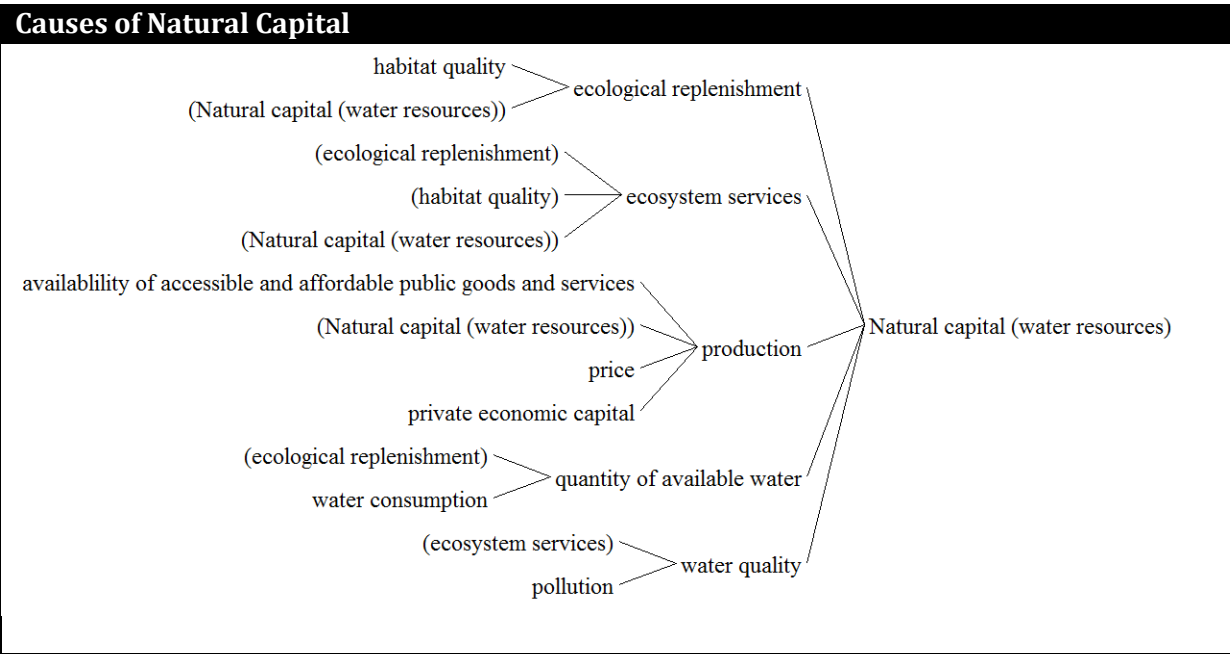 Causes of Natural Capital
habitat quality
ecological replenishment
(Natural capital (water resources))
(ecological replenishment)
(habitat quality)
ecosystem services
(Natural capital (water resources))
availablility of accessible and affordable public goods and services
(Natural capital (water resources))
Natural capital (water resources)
production
price
private economic capital
(ecological replenishment)
quantity of available water
water consumption
(ecosystem services)
water quality
pollution